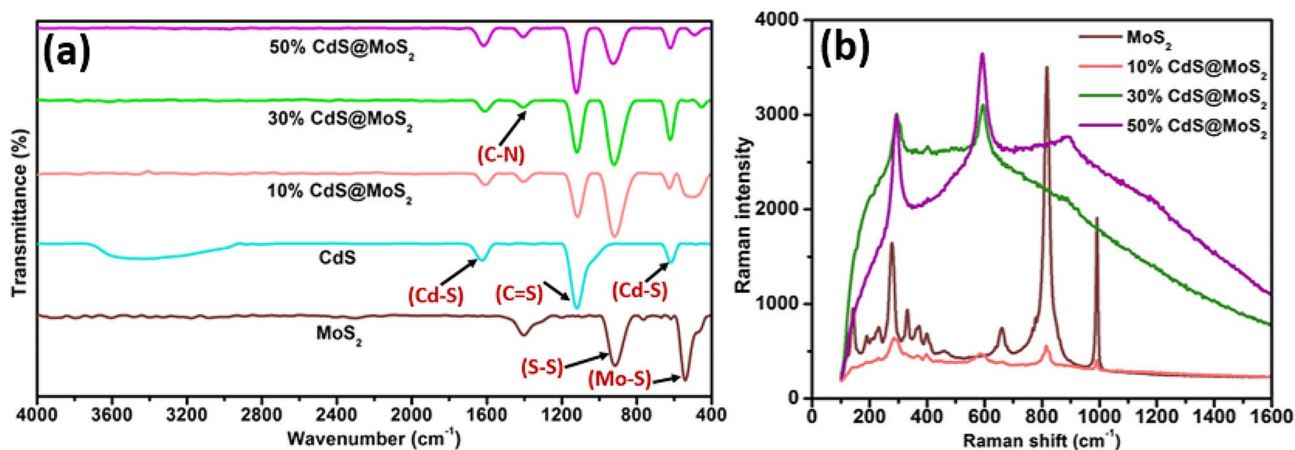 (a)
50% CdS@MoS₂
30% CdS@MoS₂
(C-N)
10% CdS@MoS₂
CdS
(Cd-S)
(C=S)
(Cd-S)
MoS₂
(S-S)
(Mo-S)
Transmittance (%)
4000 3600 3200 2800 2400 2000 1600 1200 800 400
Wavenumber (cm⁻¹)
(b)
MoS₂
10% CdS@MoS₂
30% CdS@MoS₂
50% CdS@MoS₂
Raman intensity
4000
3000
2000
1000
0
0 200 400 600 800 1000 1200 1400 1600
Raman shift (cm⁻¹)